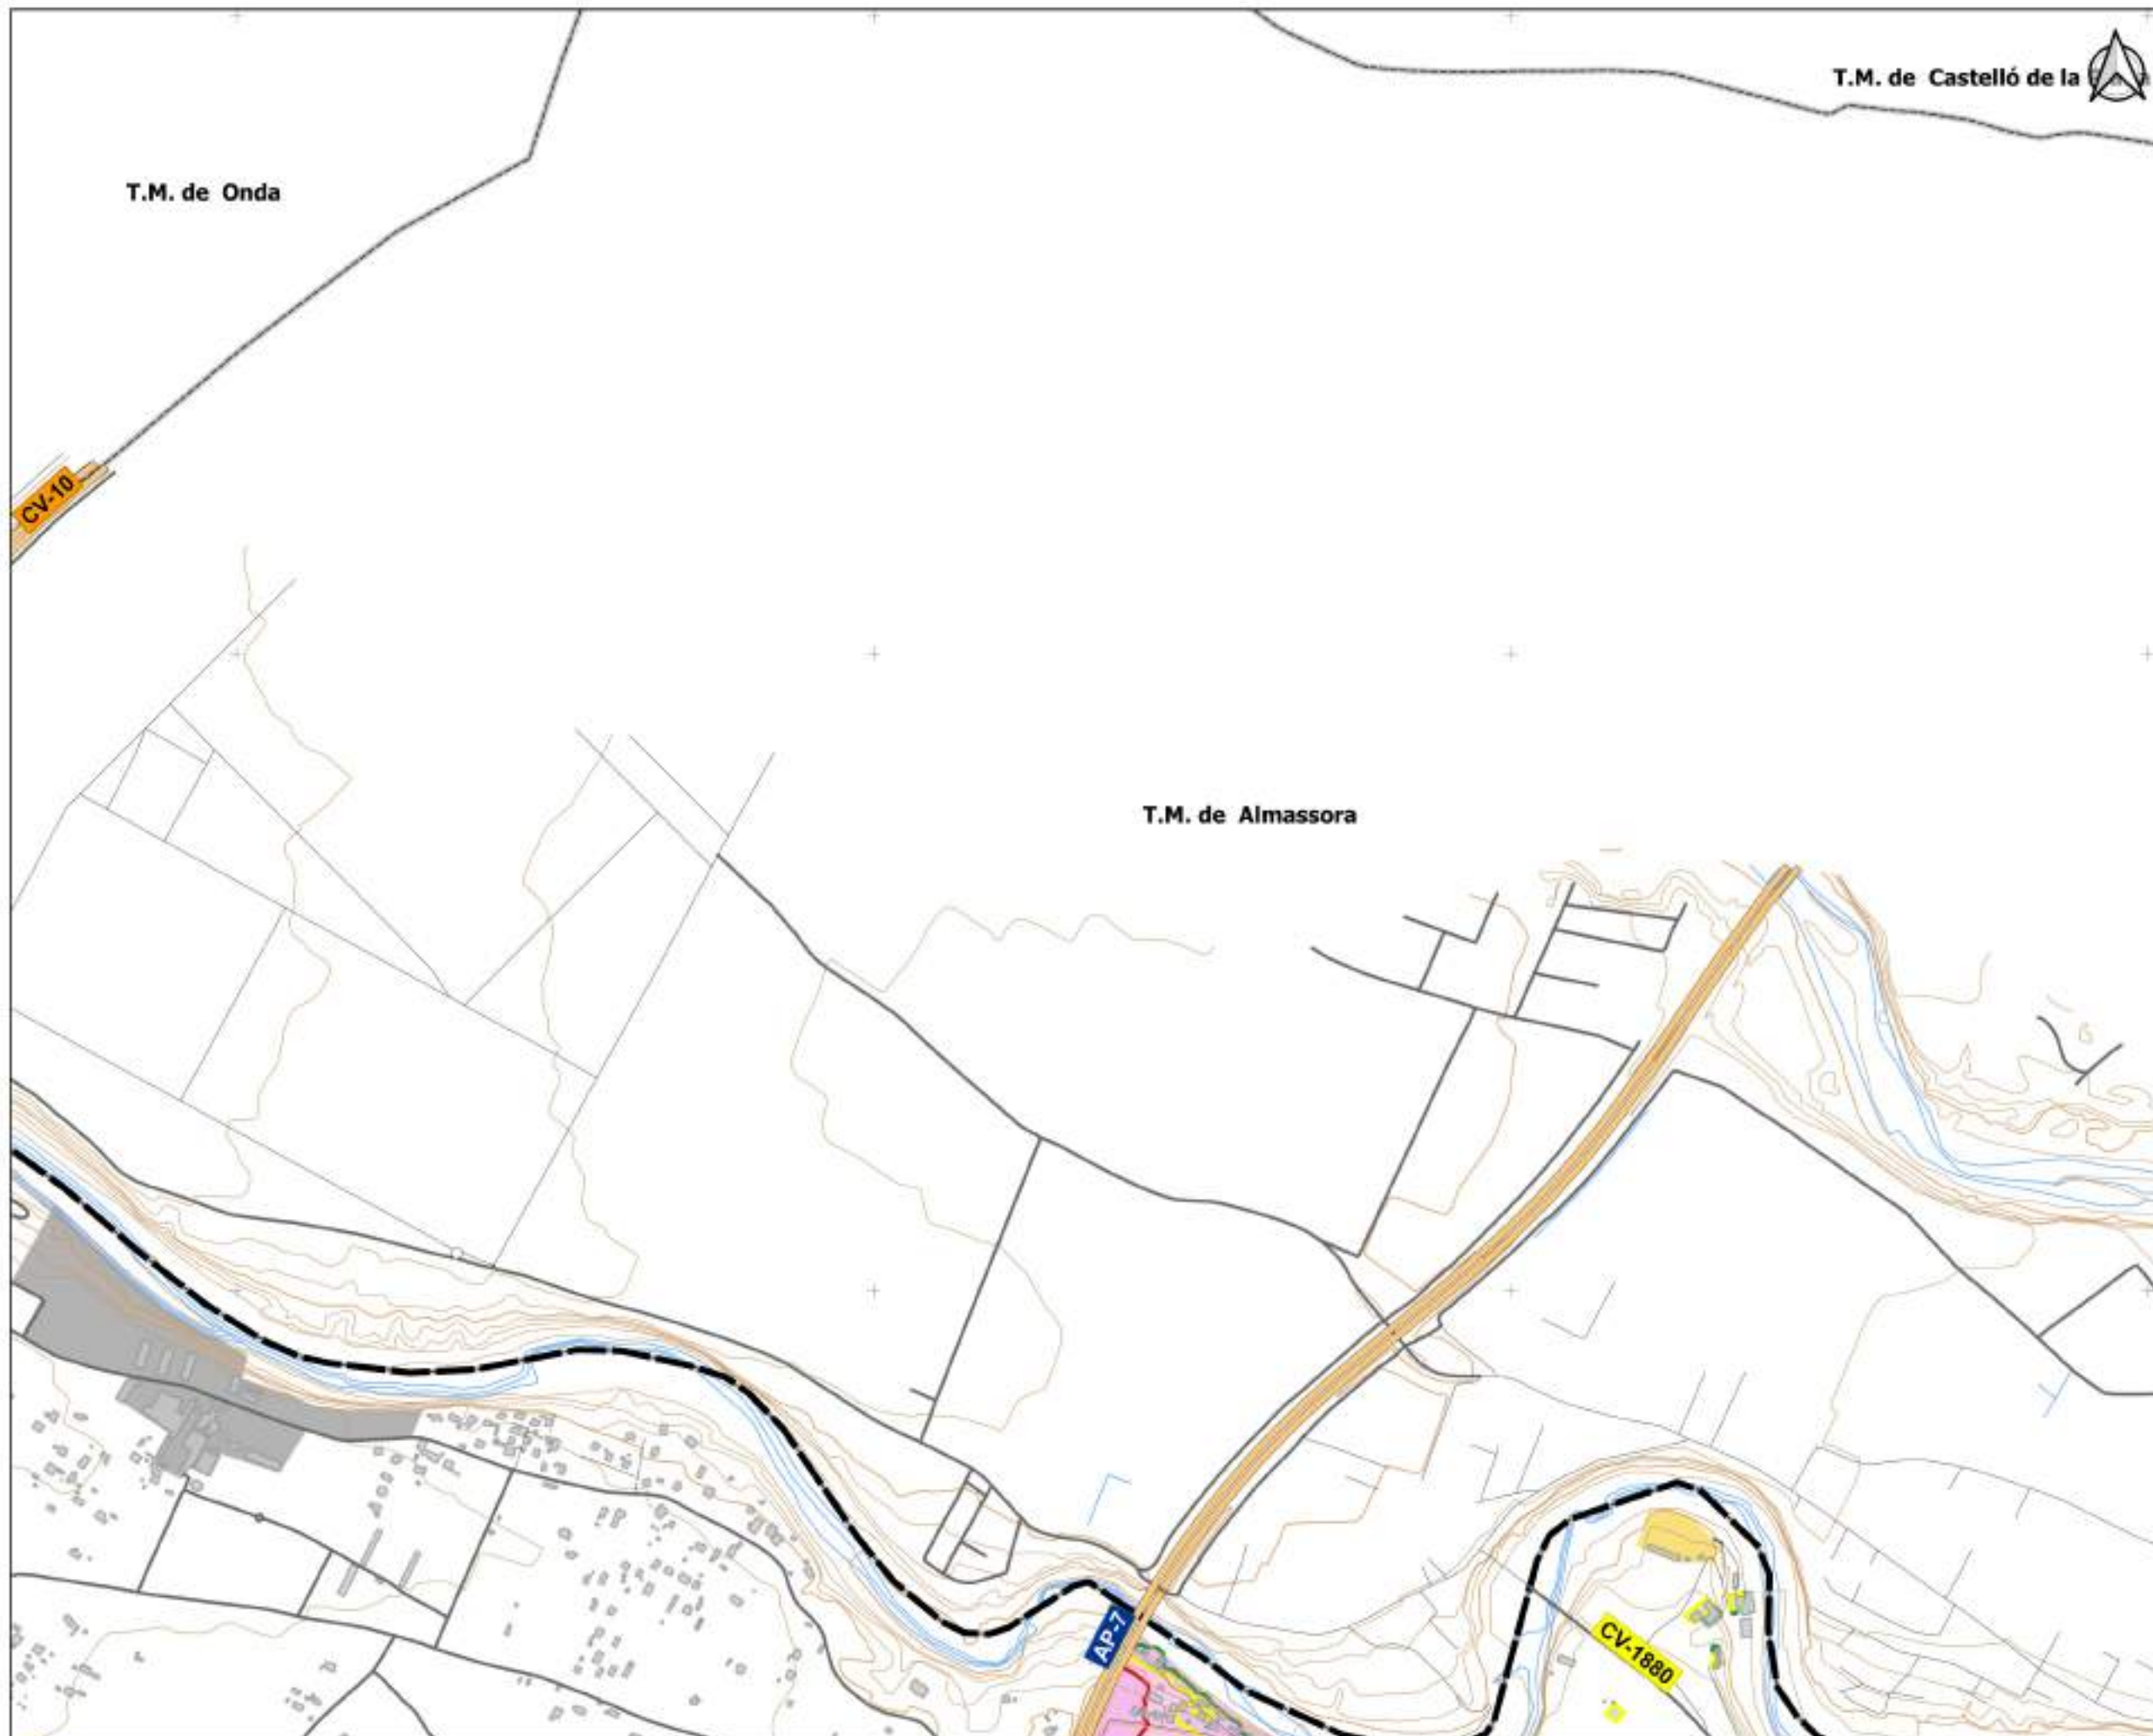 T.M. de Castelló de la
T.M. de Onda
CV-10
T.M. de Almassora
AP-7
CV-1880